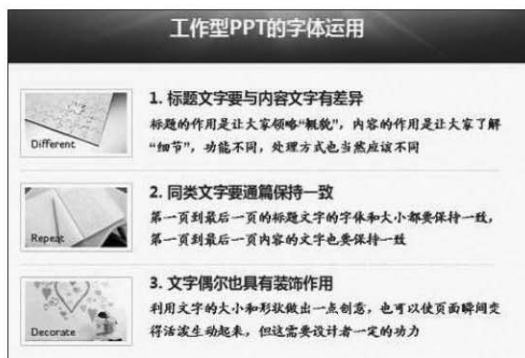 工作型PPT的字体运用
1. 标题文字要与内容文字有差异
标题的作用是让大家领略“概貌”，内容的作用是让大家了解
“细节”，功能不同，处理方式也当然应该不同
Different
2. 同类文字要通篇保持一致
第一页到最后一页的标题文字的字体和大小都要保持一致，
第一页到最后一页内容的文字也要保持一致
Repeat
3. 文字偶尔也具有装饰作用
利用文字的大小和形状做出一点创意，也可以使页面瞬间变
得活泼生动起来，但这需要设计者一定的功力
Decorate